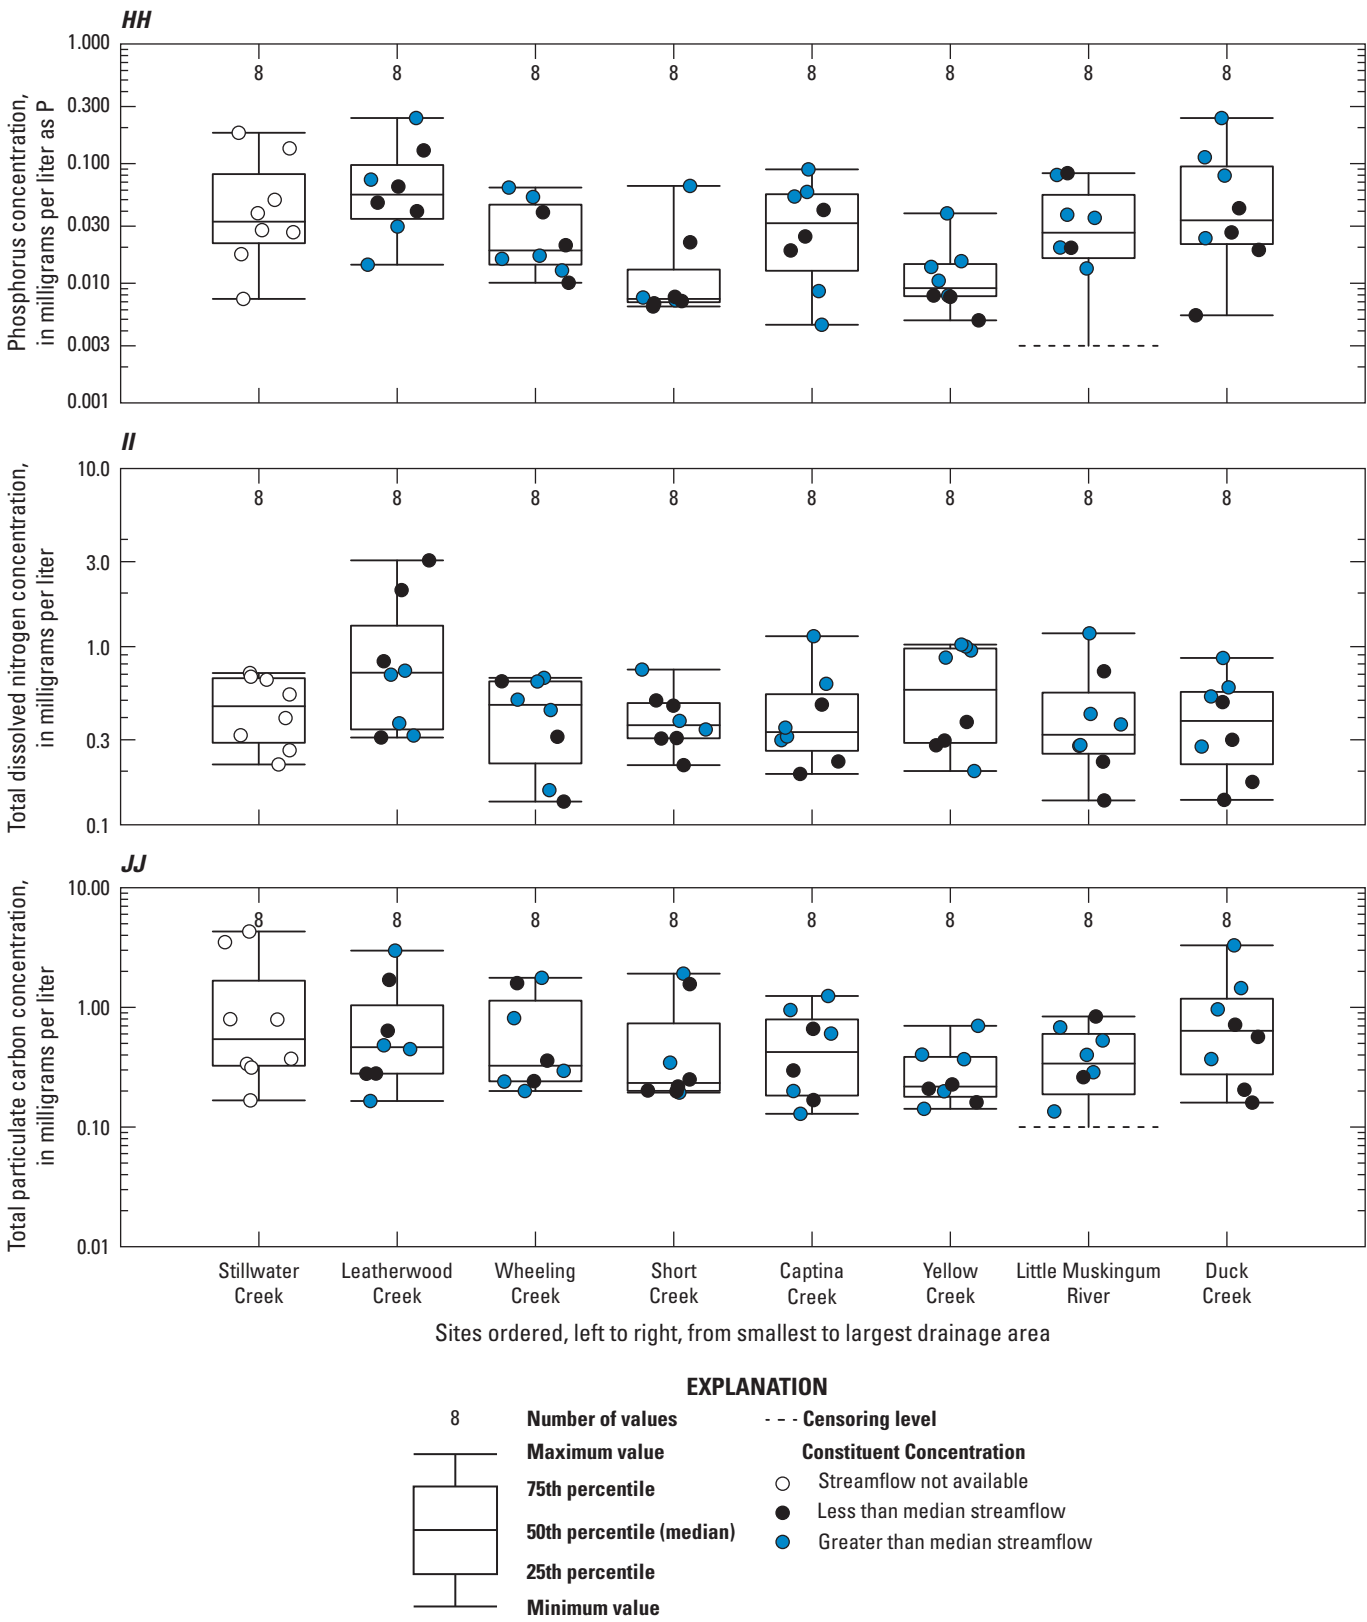 HH
Phosphorus concentration,
in milligrams per liter as P
1.000
0.300
0.100
0.030
0.010
0.003
0.001
8 8 8 8 8 8 8 8
II
Total dissolved nitrogen concentration,
in milligrams per liter
10.0
3.0
1.0
0.3
0.1
8 8 8 8 8 8 8 8
JJ
Total particulate carbon concentration,
in milligrams per liter
10.00
1.00
0.10
0.01
8 8 8 8 8 8 8 8
Stillwater Creek
Leatherwood Creek
Wheeling Creek
Short Creek
Captina Creek
Yellow Creek
Little Muskingum River
Duck Creek
Sites ordered, left to right, from smallest to largest drainage area
EXPLANATION
8 Number of values
Maximum value
75th percentile
50th percentile (median)
25th percentile
Minimum value
Censoring level
Constituent Concentration
Streamflow not available
Less than median streamflow
Greater than median streamflow